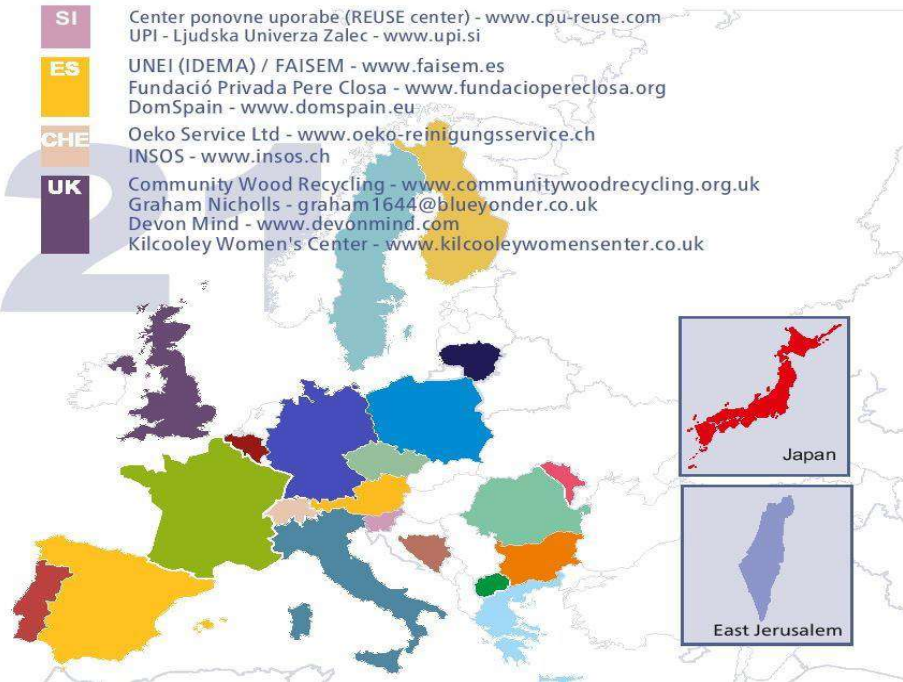 SI
Center ponovne uporabe (REUSE center) - www.cpu-reuse.com
UPI - Ljudska Univerza Zalec - www.upi.si
ES
UNEI (IDEMA) / FAISEM - www.faisem.es
Fundació Privada Pere Closa - www.fundaciopereclosa.org
DomSpain - www.domspain.eu
CHE
Oeko Service Ltd - www.oeko-reinigungsservice.ch
INSOS - www.insos.ch
UK
Community Wood Recycling - www.communitywoodrecycling.org.uk
Graham Nicholls - graham1644@blueyonder.co.uk
Devon Mind - www.devonmind.com
Kilcooley Women's Center - www.kilcooleywomensenter.co.uk
21
Japan
East Jerusalem